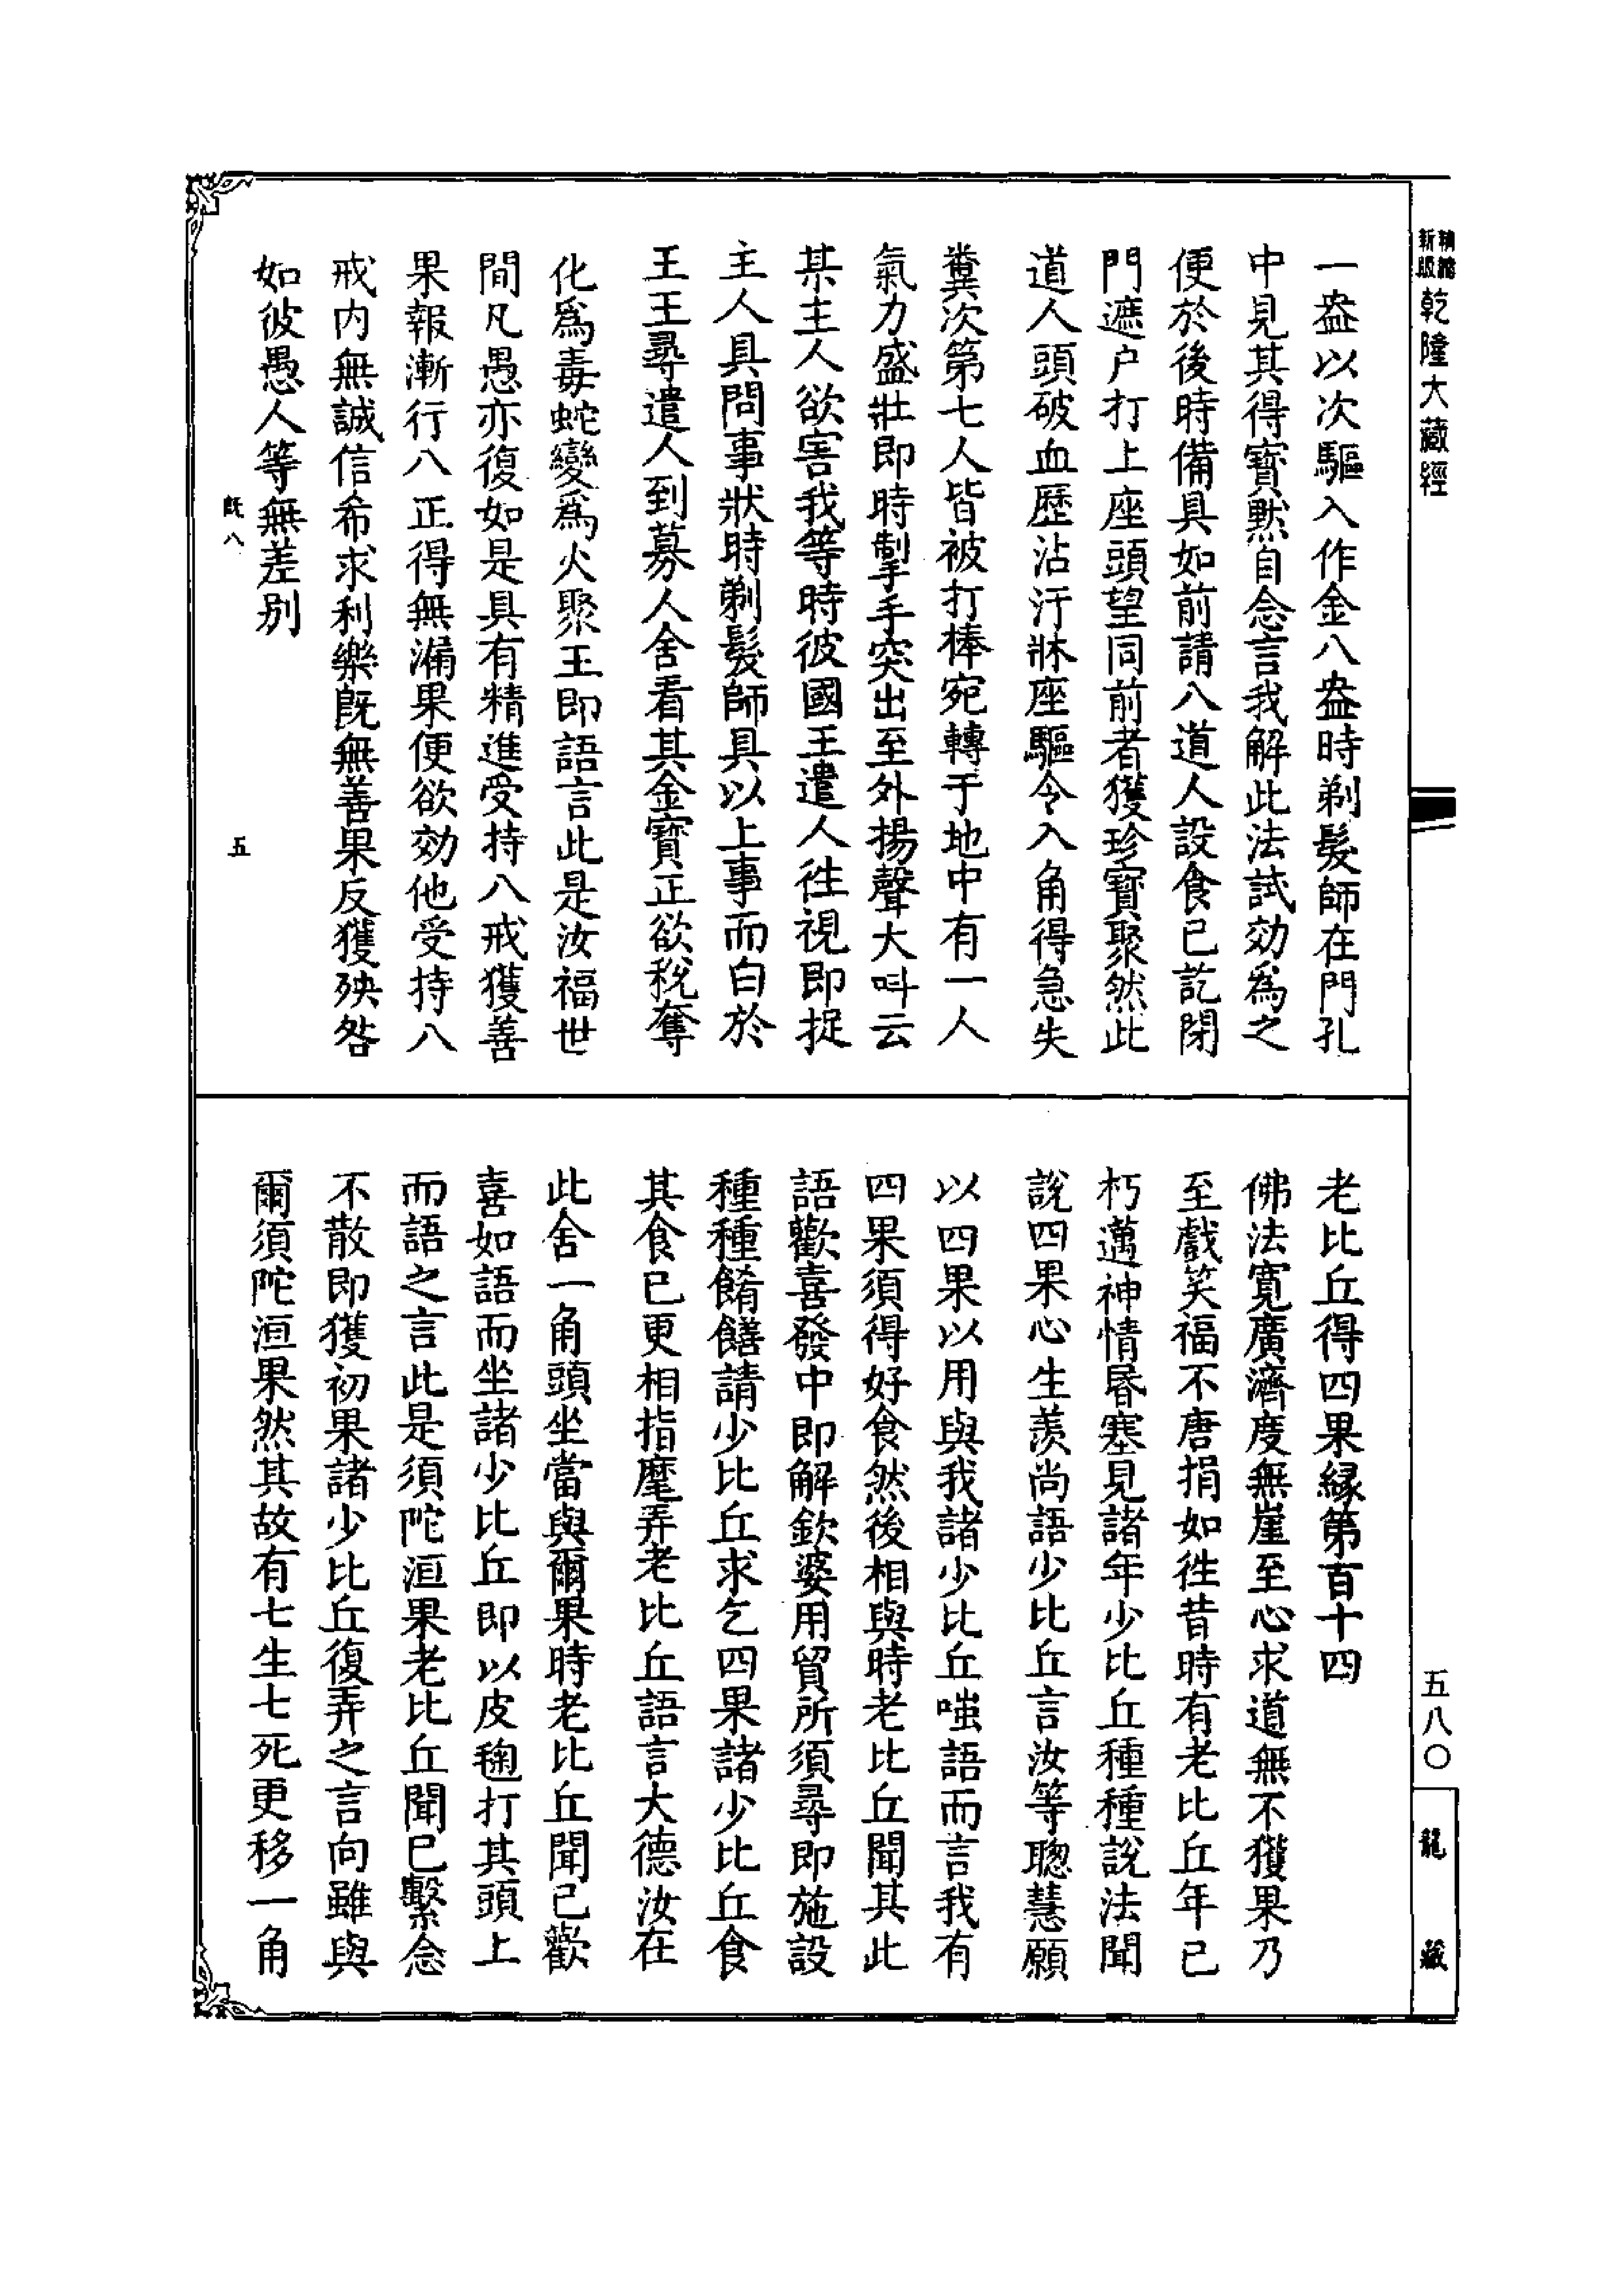 精縮
新版
乾隆大藏經
一盎以次驅入作金八盎時剃髮師在門孔
中見其得寶默自念言我解此法試効為之
便於後時備具如前請八道人設食已訖閉
門遮户打上座頭望同前者獲珍寶聚然此
道人頭破血歷沾汙牀座驅令入角得急失
糞次第七人皆被打棒宛轉于地中有一人
氣力盛壯即時掣手突出至外揚聲大呌云
某主人欲害我等時彼國王遣人徃視即捉
主人具問事狀時剃髮師具以上事而白於
王王尋遣人到募人舍看其金寶正欲稅奪
化為毒蛇變為火聚王即語言此是汝福世
間凡愚亦復如是具有精進受持八戒獲善
果報漸行八正得無漏果便欲効他受持八
戒内無誠信希求利樂旣無善果反獲殃咎
如彼愚人等無差别
旣八
五
老比丘得四果縁第百十四
佛法寛廣濟度無崖至心求道無不獲果乃
至戲笑福不唐捐如徃昔時有老比丘年已
朽邁神情昬塞見諸年少比丘種種說法聞
說四果心生羨尚語少比丘言汝等聰慧願
以四果以用與我諸少比丘嗤語而言我有
四果須得好食然後相與時老比丘聞其此
語歡喜發中即解欽婆用貿所須尋即施設
種種餚饍請少比丘求乞四果諸少比丘食
其食已更相指麾弄老比丘語言大德汝在
此舍一角頭坐當與爾果時老比丘聞已歡
喜如語而坐諸少比丘即以皮毱打其頭上
而語之言此是須陀洹果老比丘聞已繫念
不散即獲初果諸少比丘復弄之言向雖與
爾須陀洹果然其故有七生七死更移一角
五八〇
龍藏